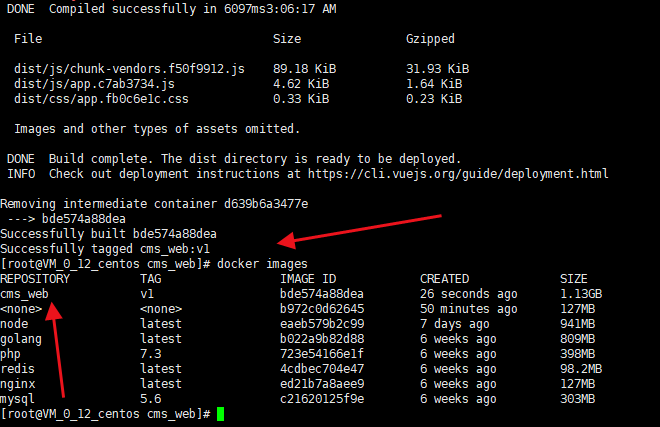 DONE  Compiled successfully in 6097ms3:06:17 AM
File                                 Size               Gzipped
dist/js/chunk-vendors.f50f9912.js    89.18 KiB          31.93 KiB
dist/js/app.c7ab3734.js              4.62 KiB           1.64 KiB
dist/css/app.fb0c6e1c.css            0.33 KiB           0.23 KiB
Images and other types of assets omitted.
DONE  Build complete. The dist directory is ready to be deployed.
INFO  Check out deployment instructions at https://cli.vuejs.org/guide/deployment.html
Removing intermediate container d639b6a3477e
---> bde574a88dea
Successfully built bde574a88dea
Successfully tagged cms_web:v1
[root@VM_0_12_centos cms_web]# docker images
REPOSITORY          TAG                 IMAGE ID            CREATED             SIZE
cms_web             v1                  bde574a88dea        26 seconds ago      1.13GB
<none>              <none>              b972c0d62645        50 minutes ago      127MB
node                latest              eaeb579b2c99        7 days ago          941MB
golang              latest              b022a9b82d88        6 weeks ago         809MB
php                 7.3                 723e54166e1f        6 weeks ago         398MB
redis               latest              4cdbec704e47        6 weeks ago         98.2MB
nginx               latest              ed21b7a8aee9        6 weeks ago         127MB
mysql               5.6                 c21620125f9e        6 weeks ago         303MB
[root@VM_0_12_centos cms_web]#